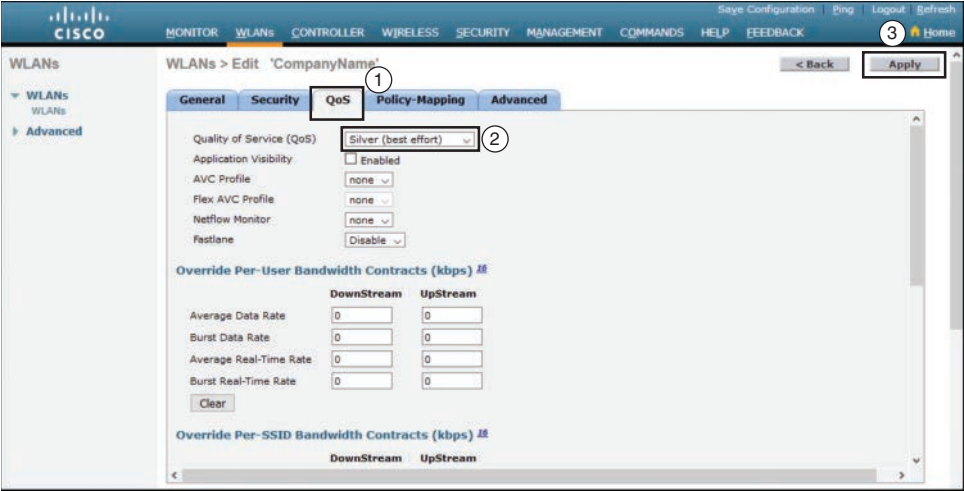 Save Configuration Ping Logout Refresh
CISCO MONITOR WLANs CONTROLLER WIRELESS SECURITY MANAGEMENT COMMANDS HELP FEEDBACK 3 Home
WLANs
WLANs > Edit 'CompanyName'
< Back Apply
WLANs
WLANs
Advanced
1
General Security QoS Policy-Mapping Advanced
Quality of Service (QoS) Silver (best effort) 2
Application Visibility Enabled
AVC Profile none
Flex AVC Profile none
Netflow Monitor none
Fastlane Disable
Override Per-User Bandwidth Contracts (kbps) 16
DownStream UpStream
Average Data Rate 0 0
Burst Data Rate 0 0
Average Real-Time Rate 0 0
Burst Real-Time Rate 0 0
Clear
Override Per-SSID Bandwidth Contracts (kbps) 16
DownStream UpStream